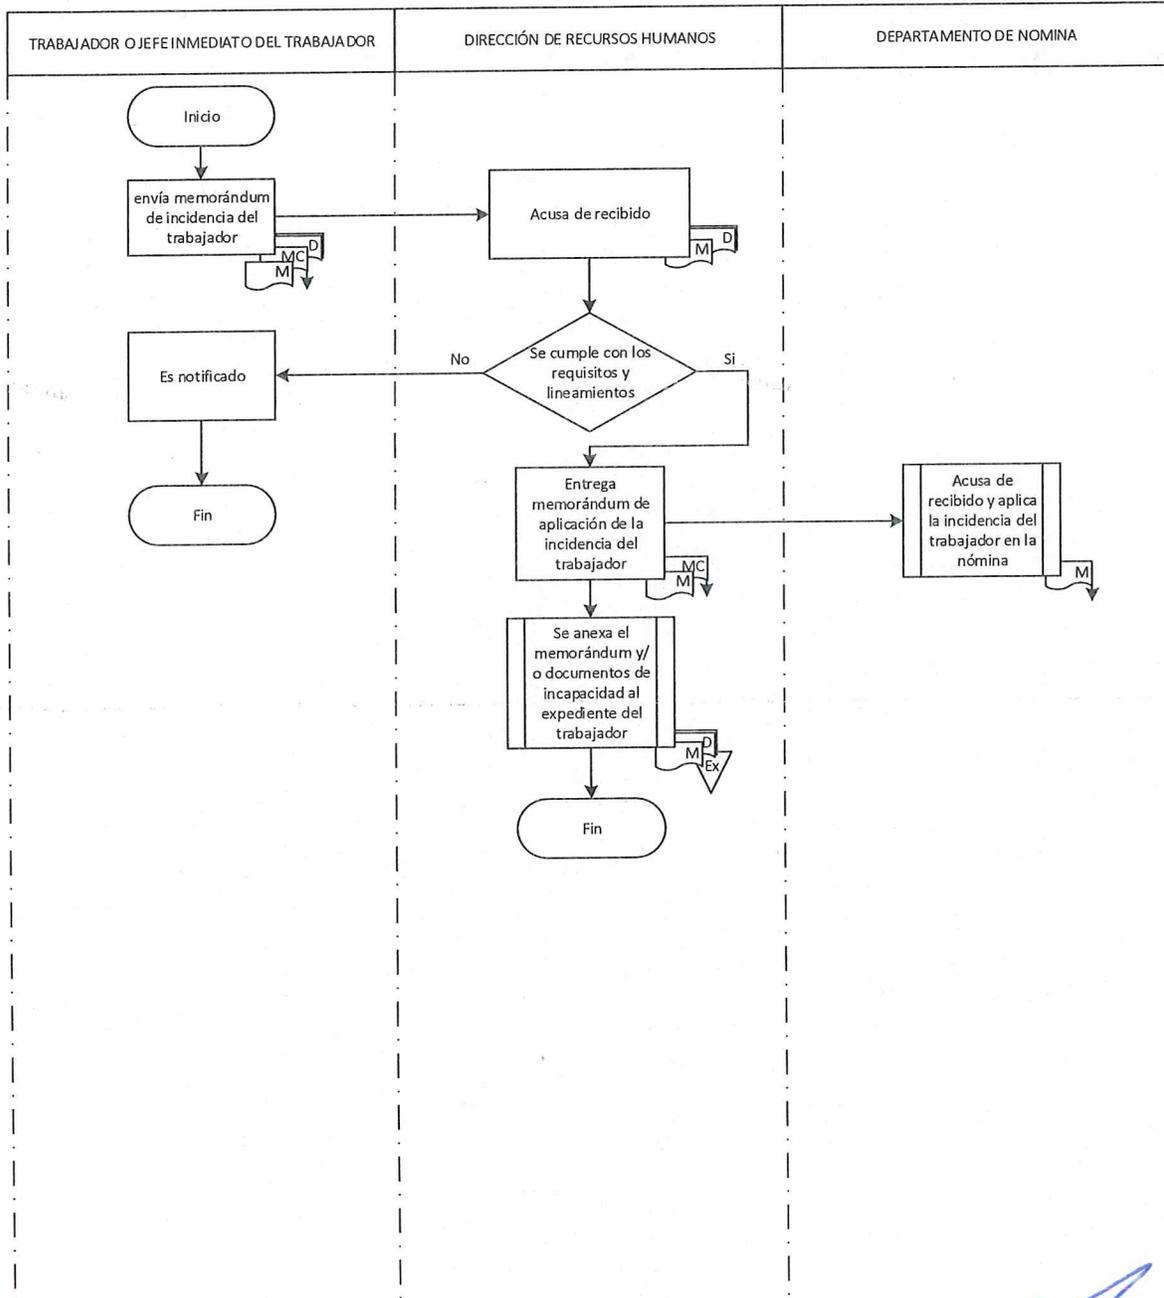 TRABAJADOR O JEFE INMEDIATO DEL TRABAJADOR
DIRECCIÓN DE RECURSOS HUMANOS
DEPARTAMENTO DE NOMINA
Inicio
envía memorándum
de incidencia del
trabajador
D
MC
M
Acusa de recibido
D
M
Se cumple con los
requisitos y
lineamientos
No
Si
Es notificado
Fin
Entrega
memorándum de
aplicación de la
incidencia del
trabajador
MC
M
Acusa de
recibido y aplica
la incidencia del
trabajador en la
nómina
M
Se anexa el
memorándum y/
o documentos de
incapacidad al
expediente del
trabajador
D
M
Ex
Fin